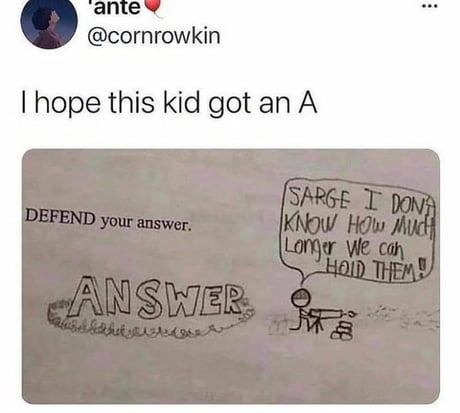 'ante🎈
@cornrowkin
I hope this kid got an A
DEFEND your answer.
ANSWER
SARGE I DONT
KNOW HOW MUCH
Longer We can
HOLD THEM!